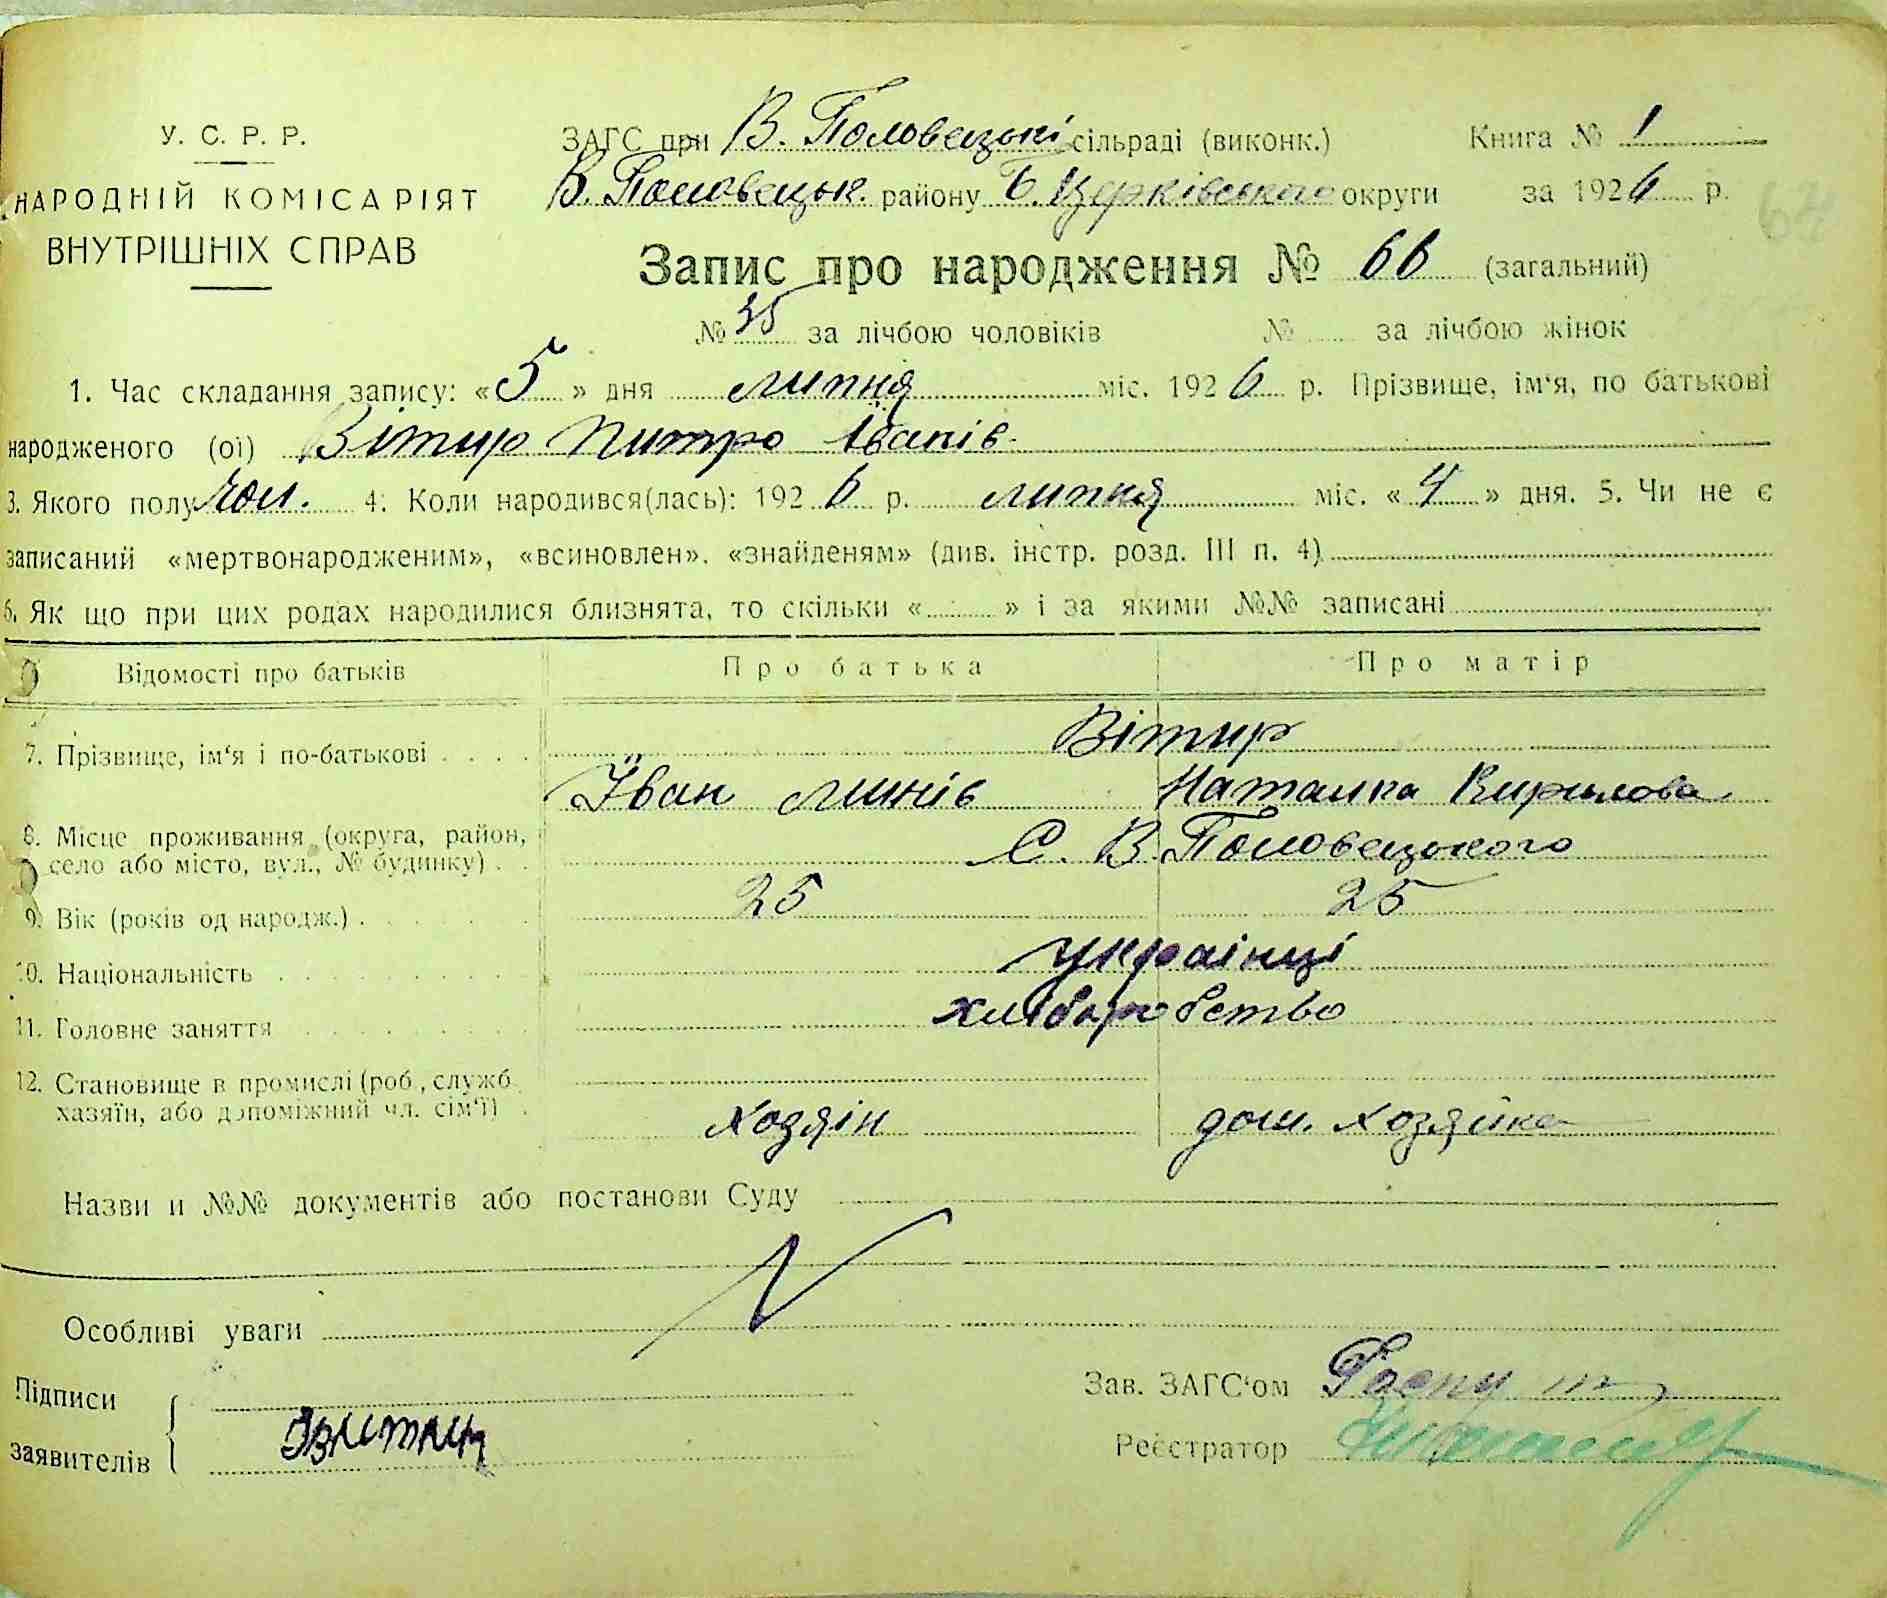 У. С. Р. Р.
НАРОДНІЙ КОМІСАРІЯТ
ВНУТРІШНІХ СПРАВ
ЗАГС при В. Половецькі сільраді (виконк.)
В. Половецьк. району Б. Церківського округи
Книга № 1
за 1926 р.
64
Запис про народження № 66 (загальний)
№ 35 за лічбою чоловіків № за лічбою жінок
1. Час складання запису: «5» дня липня міс. 1926 р. Прізвище, ім'я, по батькові
народженого (ої) Вітир Питро Іванів.
3. Якого полу чол. 4. Коли народився(лась): 1926 р. липня міс. «4» дня. 5. Чи не є
записаний «мертвонародженим», «всиновлен», «знайденям» (див. інстр. розд. III п. 4)
6. Як що при цих родах народилися близнята, то скільки « » і за якими №№ записані
Відомості про батьків Про батька Про матір
7. Прізвище, ім'я і по-батькові Вітир
Іван Наталка Кирилова
8. Місце проживання (округа, район,
село або місто, вул., № будинку) С. В. Половецького
9. Вік (років од народж.) 25 25
10. Національність українці
11. Головне заняття хліборобство
12. Становище в промислі (роб., служб.
хазяїн, або допоміжний чл. сім'ї) Хозяін дом. Хозяйка
Назви и №№ документів або постанови Суду
Особливі уваги
Підписи
заявителів
Зав. ЗАГС'ом
Реєстратор